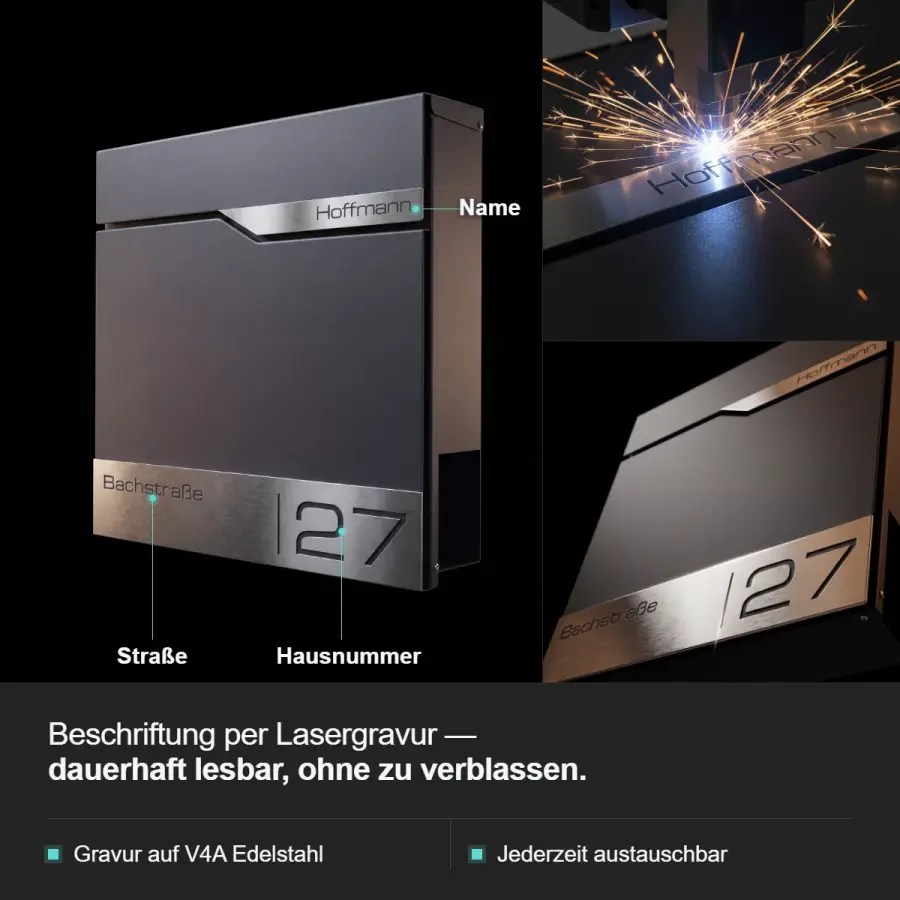 Hoffmann
Name
Bachstraße
27
Straße
Hausnummer
Hoffmann
Hoffmann
Bachstraße
27
Beschriftung per Lasergravur —
dauerhaft lesbar, ohne zu verblassen.
Gravur auf V4A Edelstahl
Jederzeit austauschbar